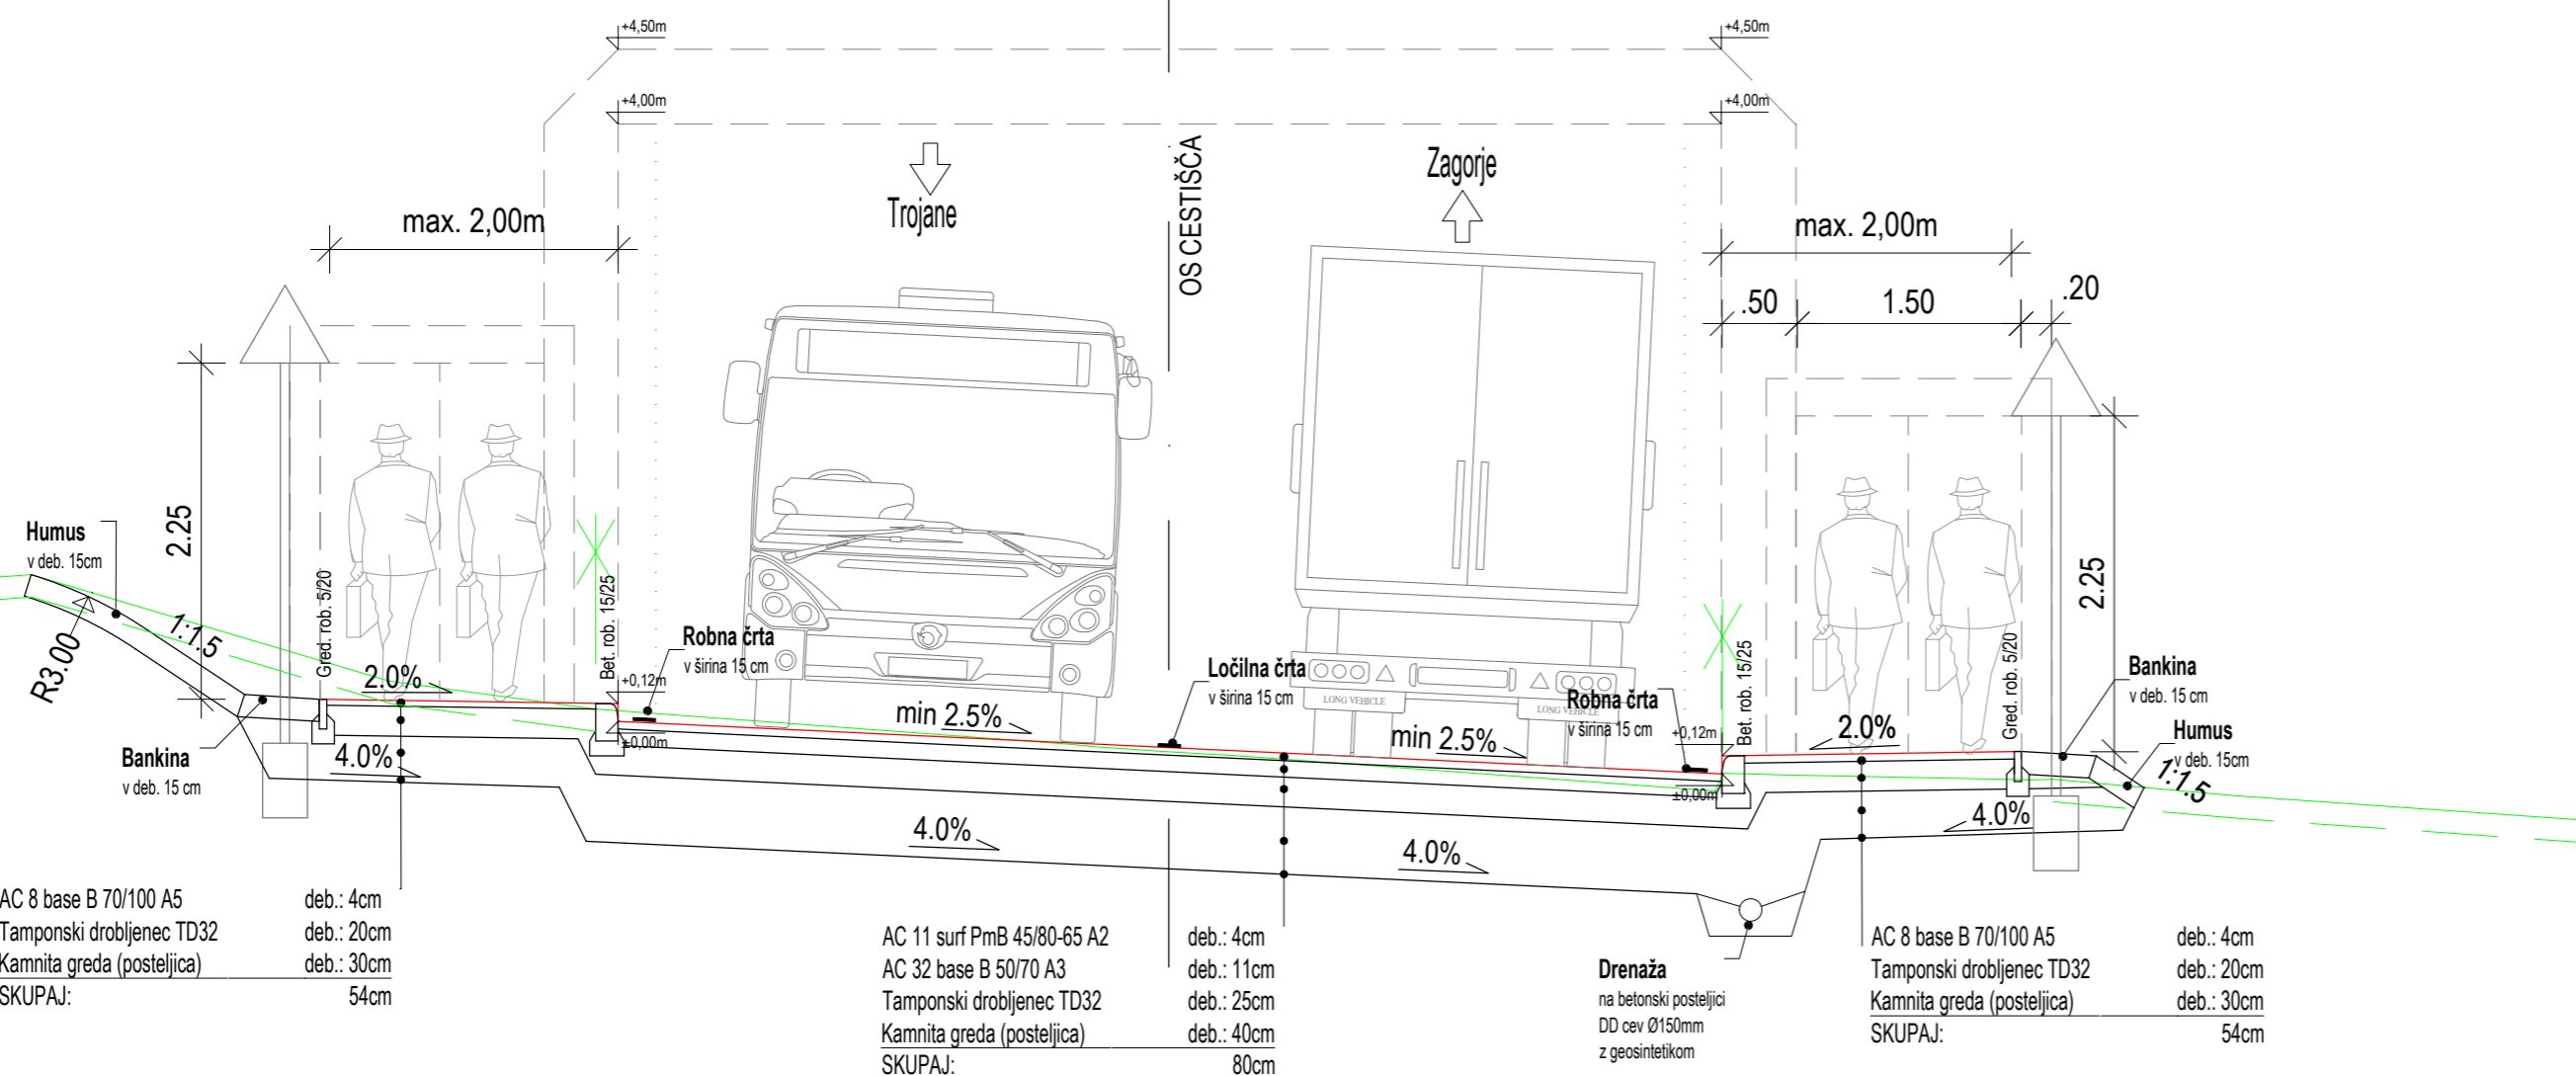 +4,50m
+4,50m
+4,00m
+4,00m
OS CESTIŠČA
Trojane
Zagorje
max. 2,00m
max. 2,00m
.50
1.50
.20
2.25
2.25
Humus
v deb. 15cm
R3.00
1:1.5
Gred. rob. 5/20
Bet. rob. 15/25
2.0%
4.0%
Bankina
v deb. 15 cm
Robna črta
v širina 15 cm
+0,12m
±0,00m
min 2.5%
Ločilna črta
v širina 15 cm
LONG VEHICLE
LONG VEHICLE
min 2.5%
Robna črta
v širina 15 cm
+0,12m
±0,00m
Bet. rob. 15/25
Gred. rob. 5/20
2.0%
4.0%
Bankina
v deb. 15 cm
Humus
v deb. 15cm
1:1.5
4.0%
4.0%
AC 8 base B 70/100 A5 deb.: 4cm
Tamponski drobljenec TD32 deb.: 20cm
Kamnita greda (posteljica) deb.: 30cm
SKUPAJ: 54cm
AC 11 surf PmB 45/80-65 A2 deb.: 4cm
AC 32 base B 50/70 A3 deb.: 11cm
Tamponski drobljenec TD32 deb.: 25cm
Kamnita greda (posteljica) deb.: 40cm
SKUPAJ: 80cm
Drenaža
na betonski posteljici
DD cev Ø150mm
z geosintetikom
AC 8 base B 70/100 A5 deb.: 4cm
Tamponski drobljenec TD32 deb.: 20cm
Kamnita greda (posteljica) deb.: 30cm
SKUPAJ: 54cm